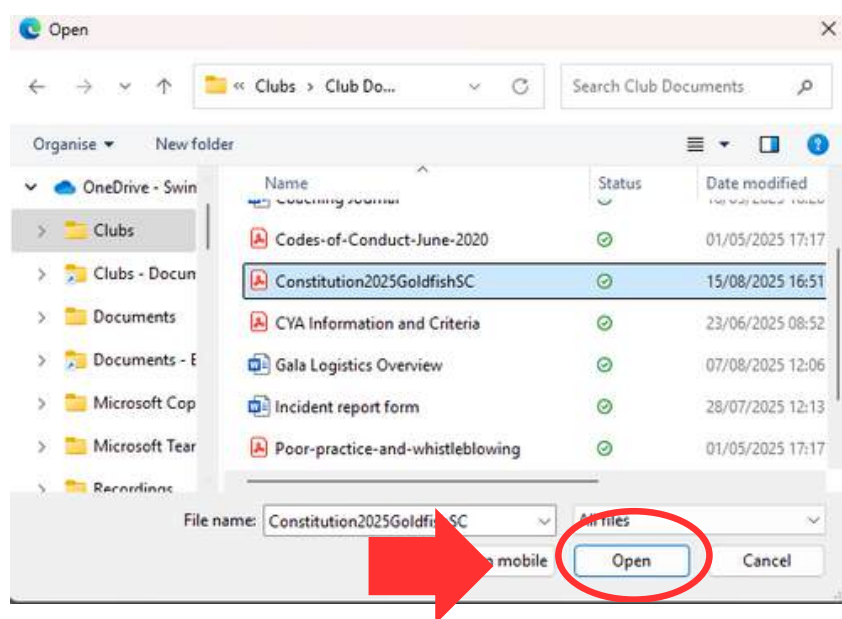 Open
« Clubs > Club Do...
Search Club Documents
Organise
New folder
OneDrive - Swin
Clubs
Clubs - Docun
Documents
Documents - E
Microsoft Cop
Microsoft Tear
Recordings
Name Status Date modified
Coaching Journal
Codes-of-Conduct-June-2020 01/05/2025 17:17
Constitution2025GoldfishSC 15/08/2025 16:51
CYA Information and Criteria 23/06/2025 08:52
Gala Logistics Overview 07/08/2025 12:06
Incident report form 28/07/2025 12:13
Poor-practice-and-whistleblowing 01/05/2025 17:17
File name: Constitution2025Goldfi SC
All files
mobile
Open
Cancel